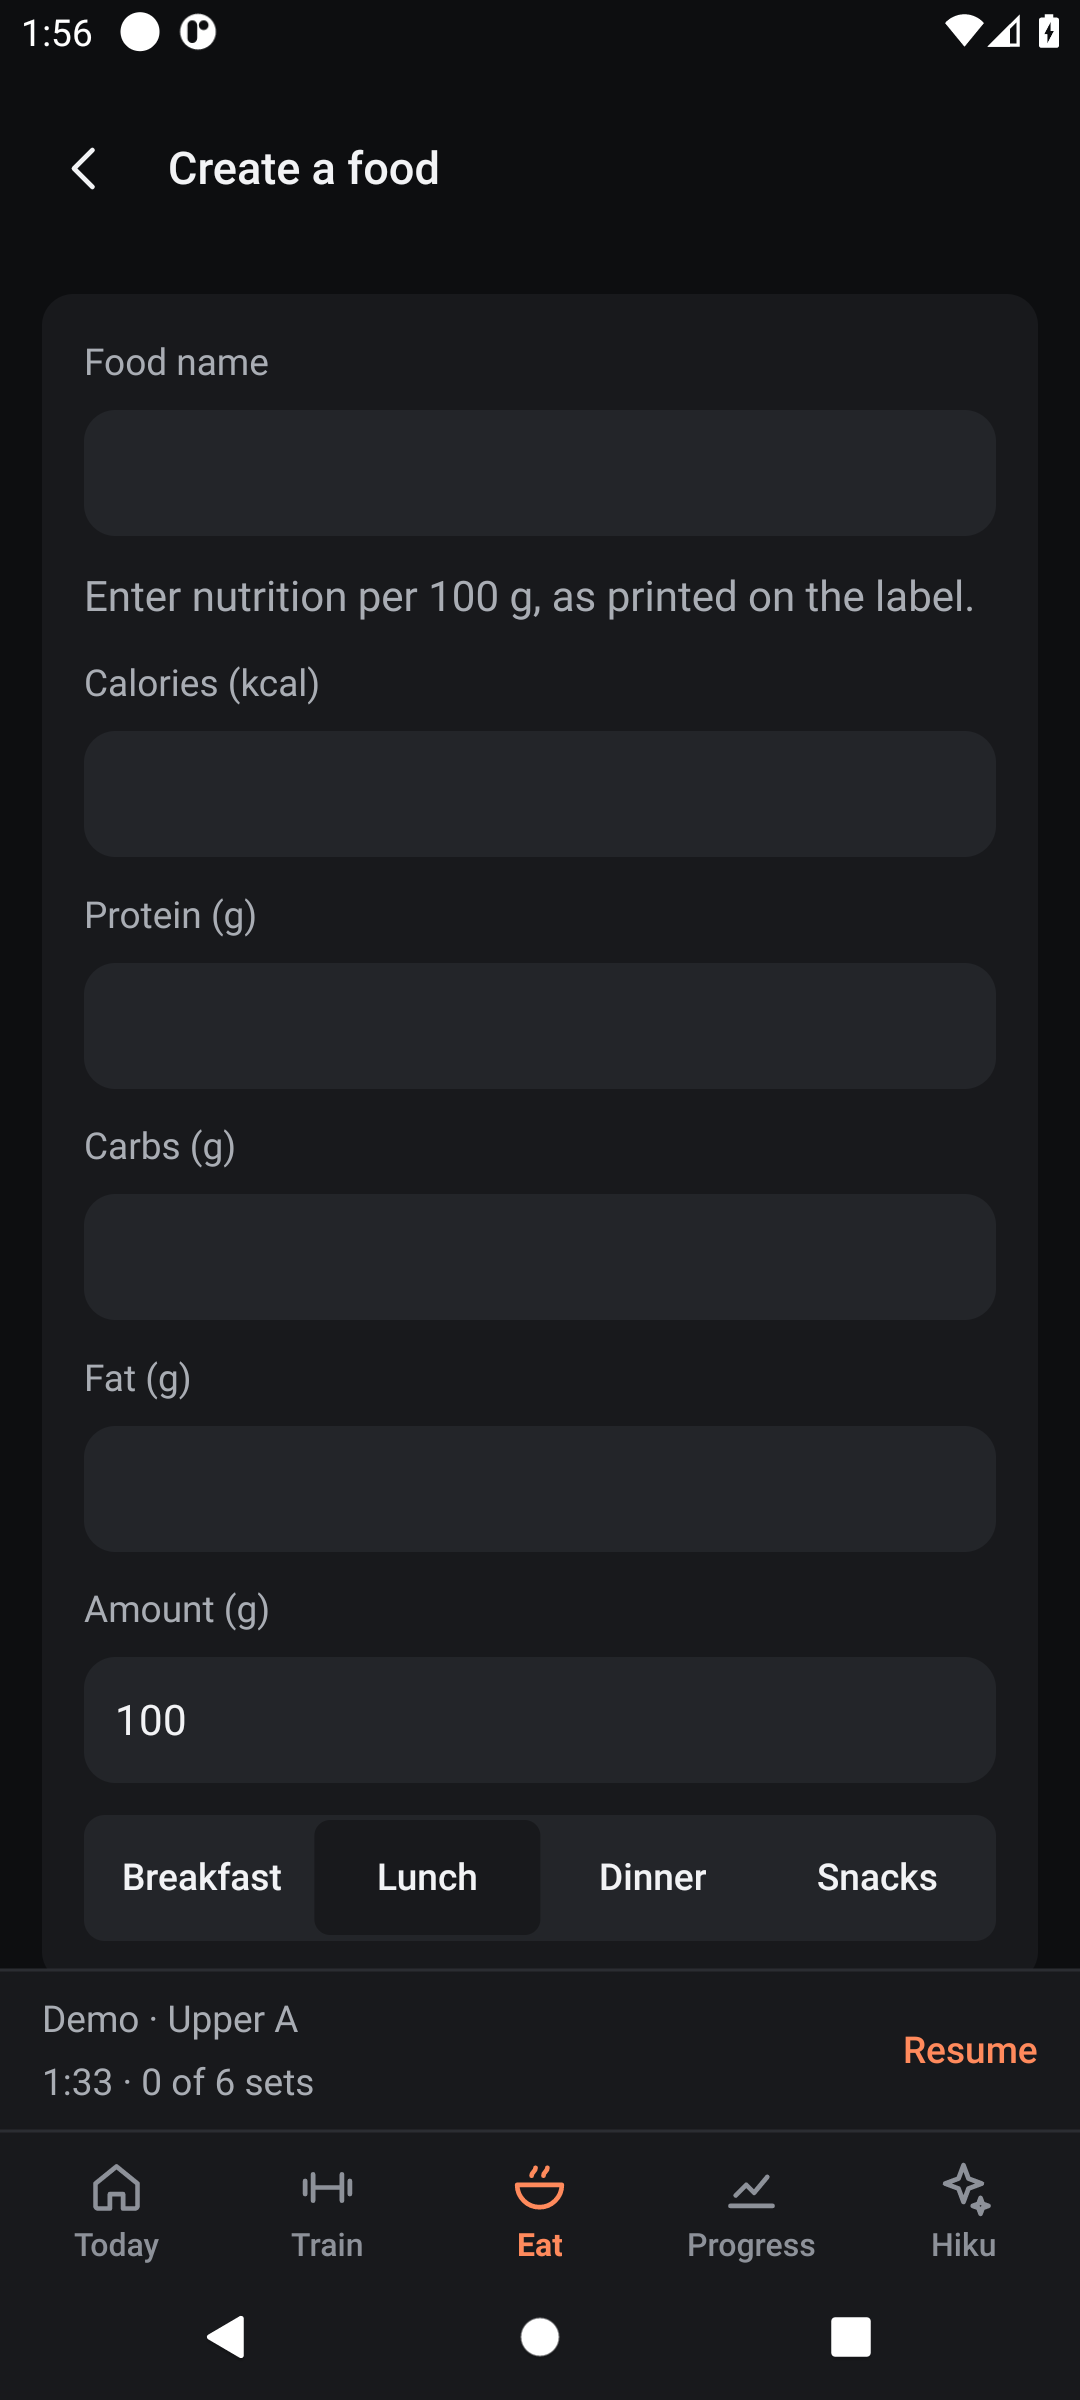 1:56
Create a food
Food name
Enter nutrition per 100 g, as printed on the label.
Calories (kcal)
Protein (g)
Carbs (g)
Fat (g)
Amount (g)
100
Breakfast Lunch Dinner Snacks
Demo · Upper A
Resume
1:33 · 0 of 6 sets
Today Train Eat Progress Hiku